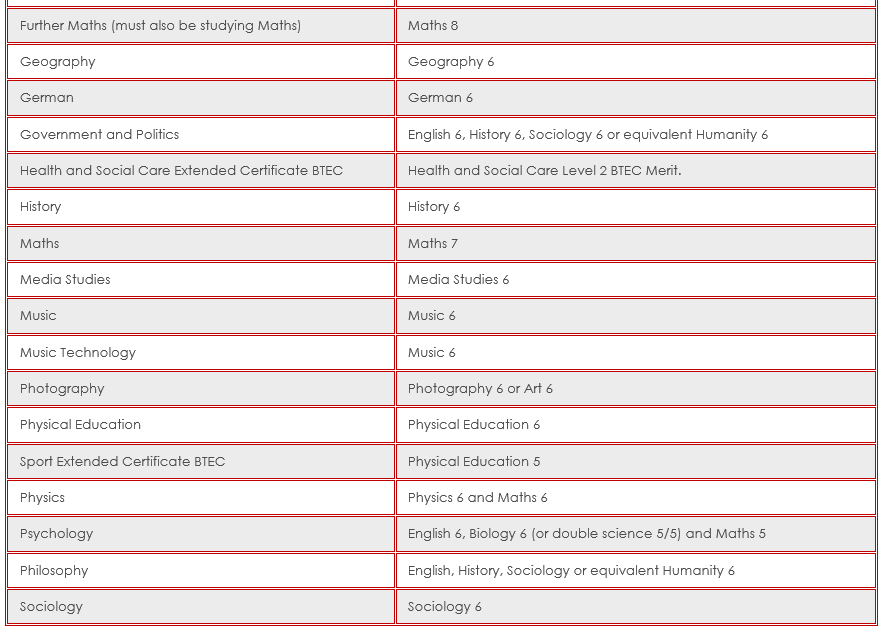 Further Maths (must also be studying Maths) Maths 8
Geography Geography 6
German German 6
Government and Politics English 6, History 6, Sociology 6 or equivalent Humanity 6
Health and Social Care Extended Certificate BTEC Health and Social Care Level 2 BTEC Merit.
History History 6
Maths Maths 7
Media Studies Media Studies 6
Music Music 6
Music Technology Music 6
Photography Photography 6 or Art 6
Physical Education Physical Education 6
Sport Extended Certificate BTEC Physical Education 5
Physics Physics 6 and Maths 6
Psychology English 6, Biology 6 (or double science 5/5) and Maths 5
Philosophy English, History, Sociology or equivalent Humanity 6
Sociology Sociology 6